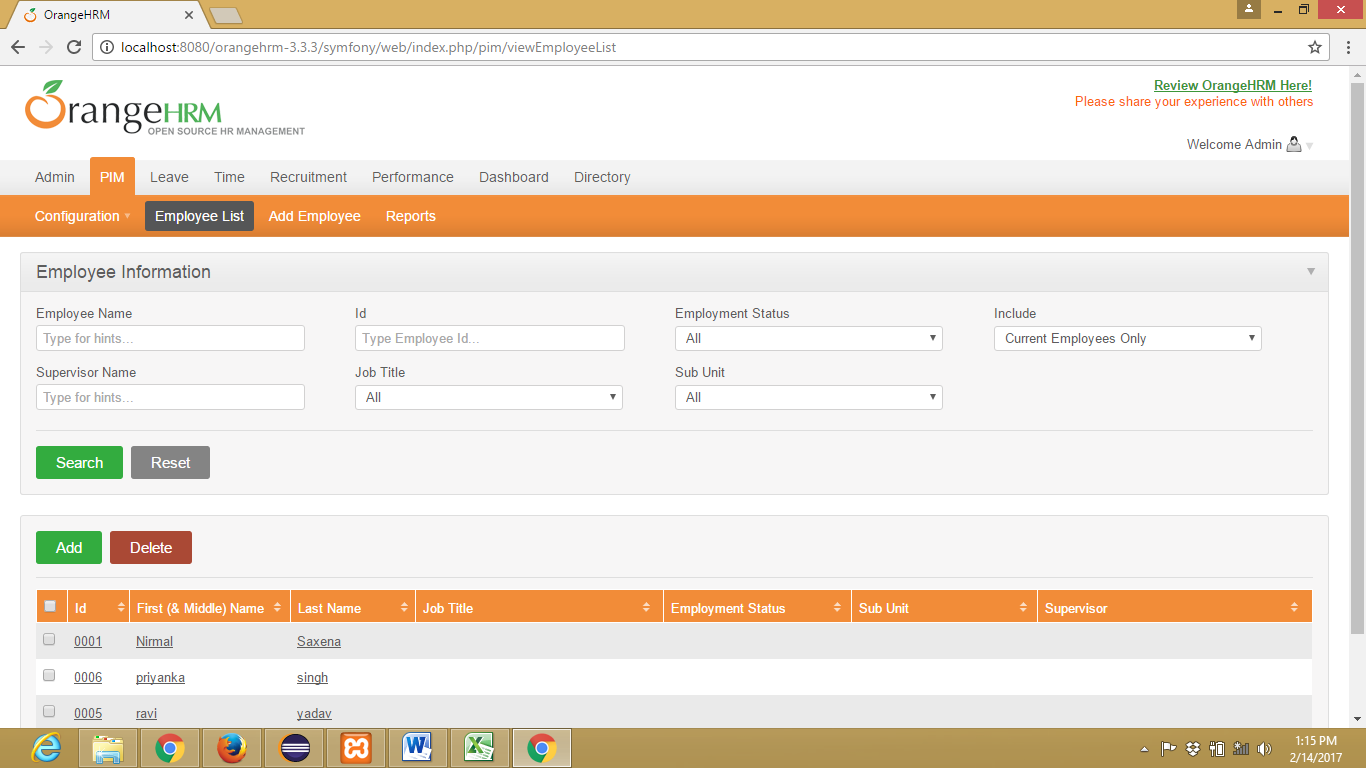 OrangeHRM
localhost:8080/orangehrm-3.3.3/symfony/web/index.php/pim/viewEmployeeList
OrangeHRM
OPEN SOURCE HR MANAGEMENT
Review OrangeHRM Here!
Please share your experience with others
Welcome Admin
Admin PIM Leave Time Recruitment Performance Dashboard Directory
Configuration Employee List Add Employee Reports
Employee Information
Employee Name Id Employment Status Include
Type for hints... Type Employee Id... All Current Employees Only
Supervisor Name Job Title Sub Unit
Type for hints... All All
Search Reset
Add Delete
Id First (& Middle) Name Last Name Job Title Employment Status Sub Unit Supervisor
0001 Nirmal Saxena
0006 priyanka singh
0005 ravi yadav
1:15 PM
2/14/2017